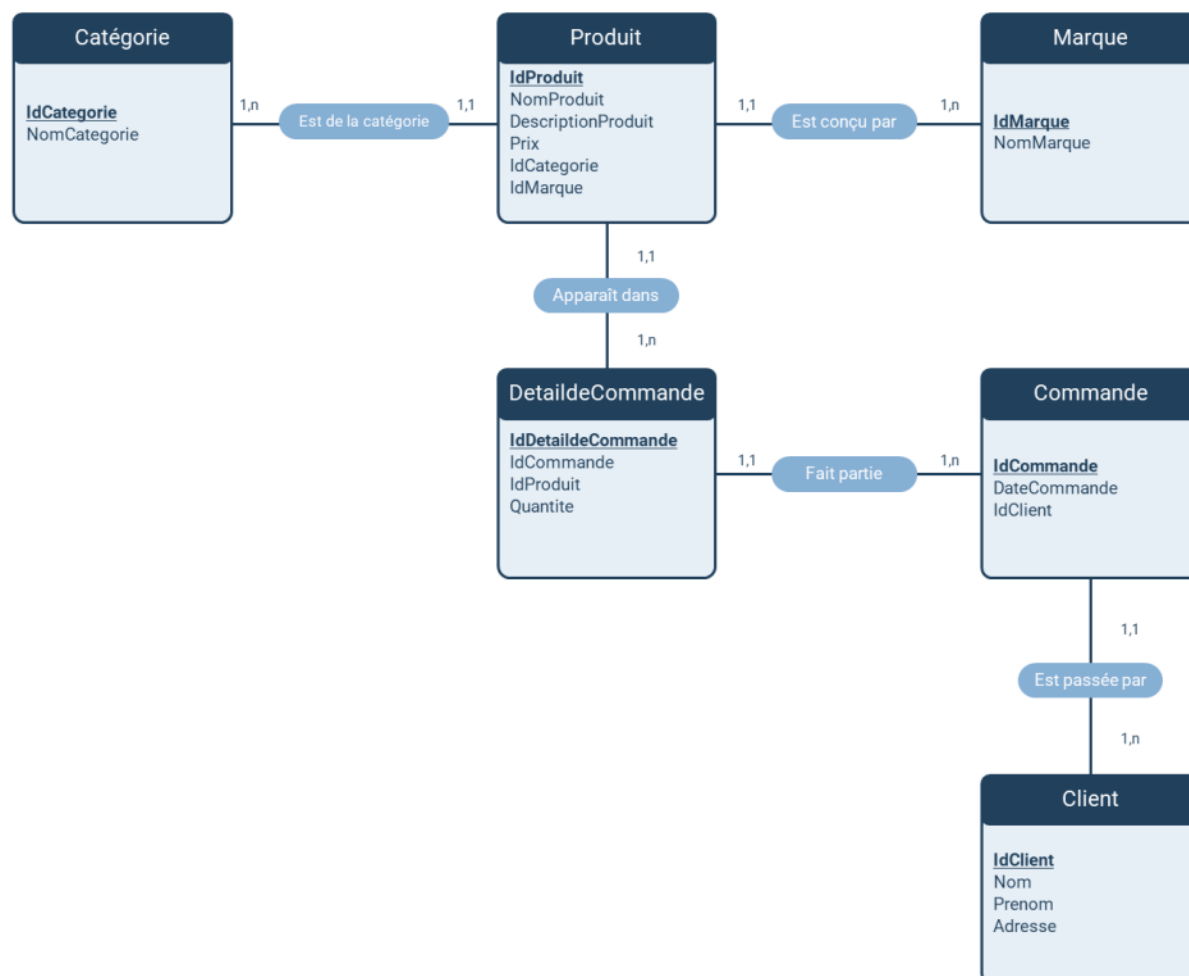 Catégorie
IdCategorie
NomCategorie
1,n
Est de la catégorie
1,1
Produit
IdProduit
NomProduit
DescriptionProduit
Prix
IdCategorie
IdMarque
1,1
Est conçu par
1,n
Marque
IdMarque
NomMarque
1,1
Apparaît dans
1,n
DetaildeCommande
IdDetaildeCommande
IdCommande
IdProduit
Quantite
1,1
Fait partie
1,n
Commande
IdCommande
DateCommande
IdClient
1,1
Est passée par
1,n
Client
IdClient
Nom
Prenom
Adresse